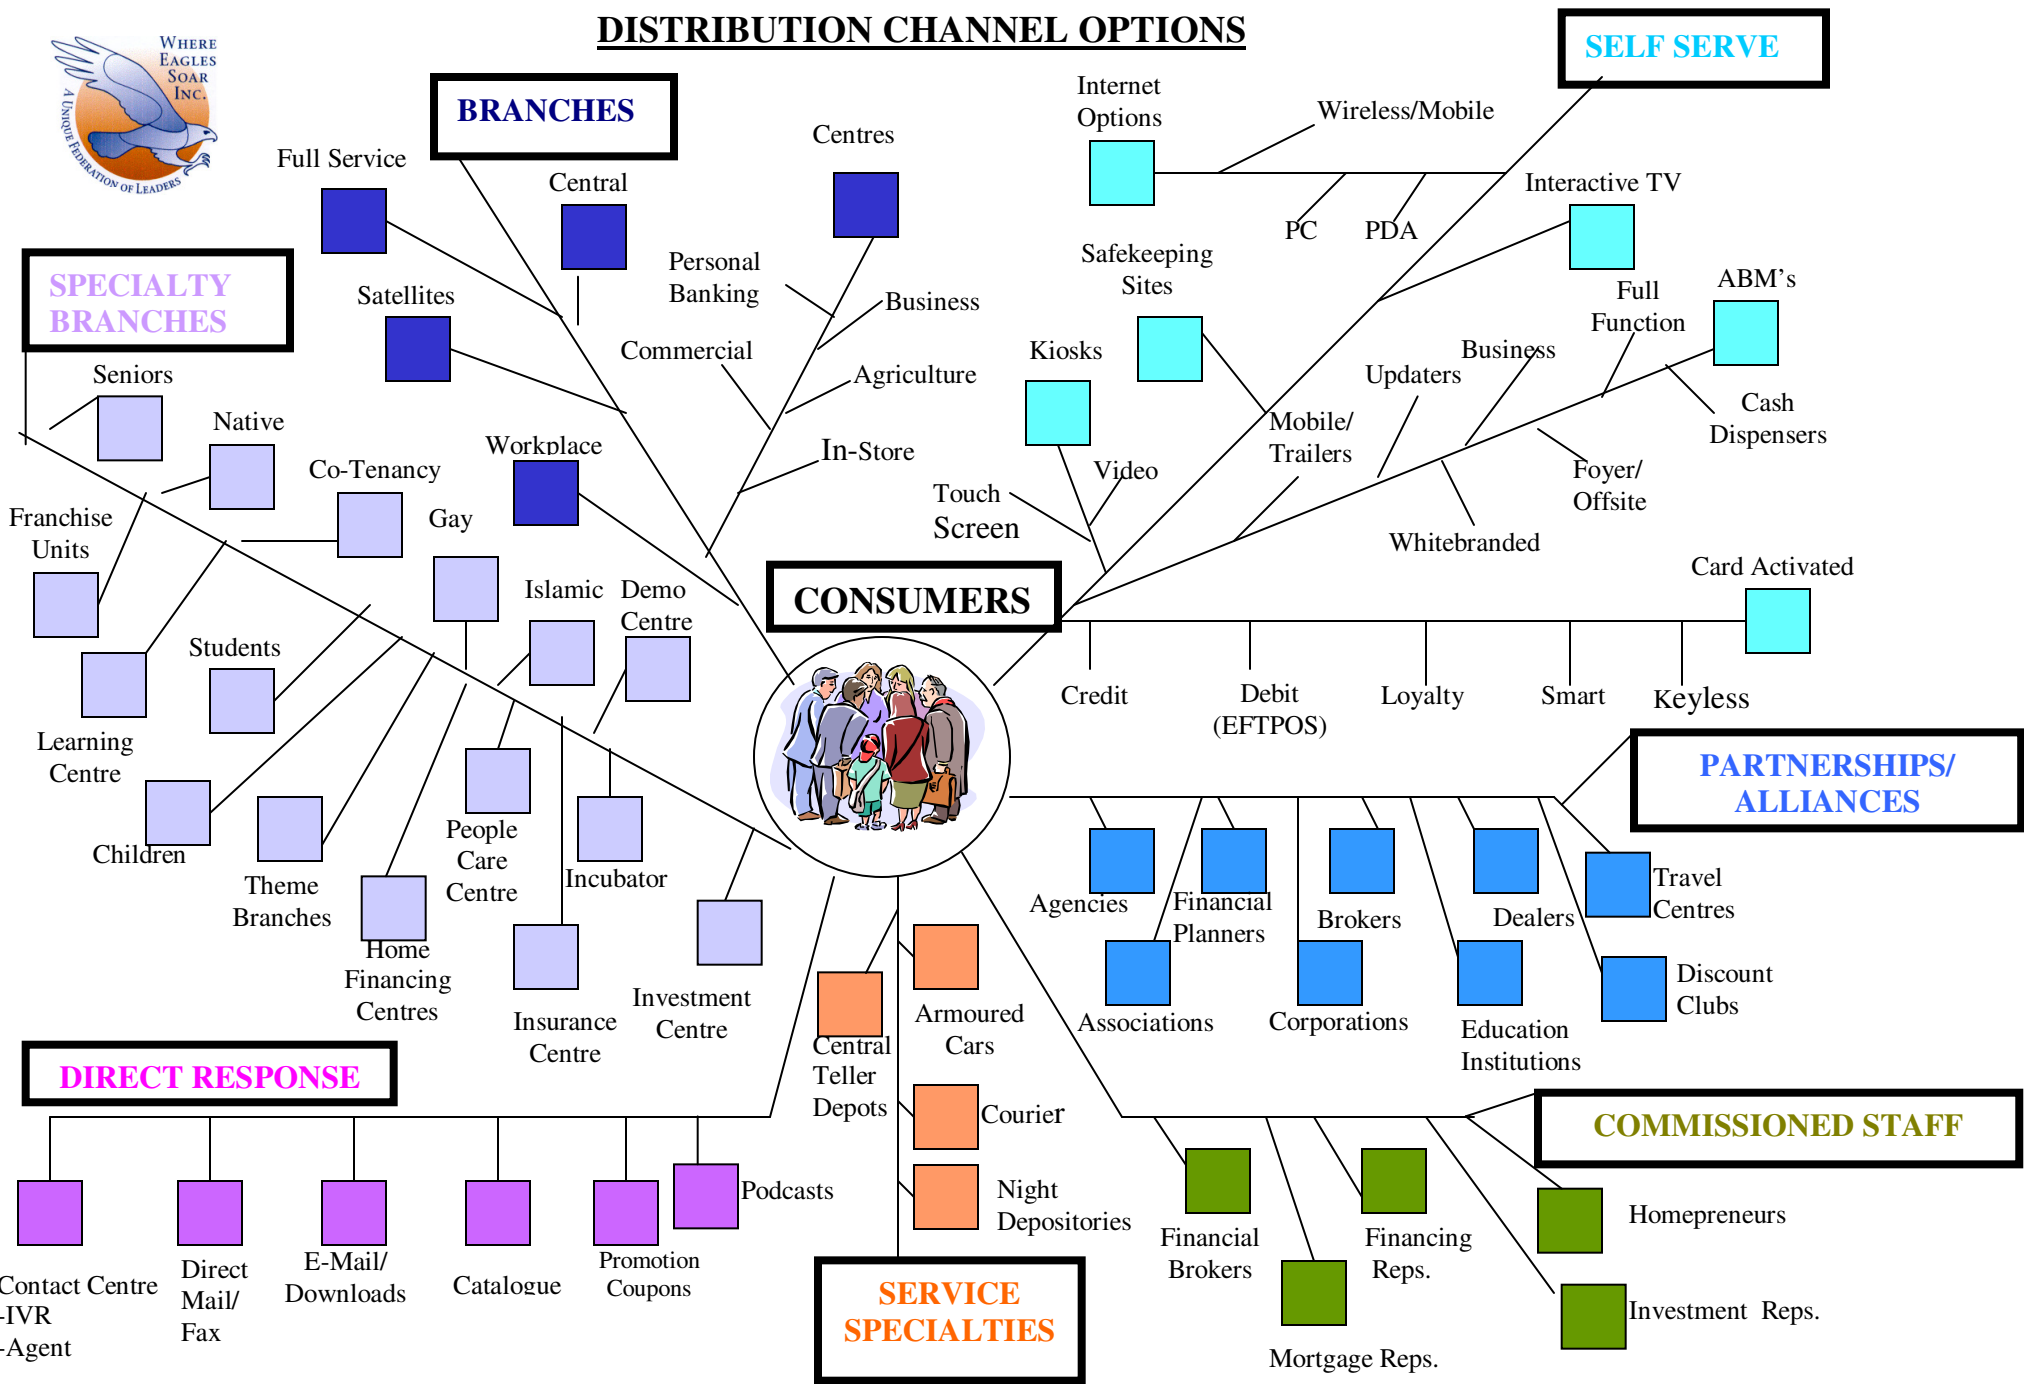 DISTRIBUTION CHANNEL OPTIONS
WHERE
EAGLES
SOAR
INC.
A UNIQUE FEDERATION OF LEADERS
BRANCHES
Full Service
Central
Centres
Satellites
Personal
Banking
Business
Commercial
Agriculture
Workplace
In-Store
SELF SERVE
Internet
Options
Wireless/Mobile
PC
PDA
Interactive TV
Safekeeping
Sites
Full
Function
ABM's
Kiosks
Business
Updaters
Cash
Dispensers
Mobile/
Trailers
Video
Touch
Screen
Foyer/
Offsite
Whitebranded
Card Activated
Credit
Debit
(EFTPOS)
Loyalty
Smart
Keyless
SPECIALTY
BRANCHES
Seniors
Native
Co-Tenancy
Franchise
Units
Gay
Islamic
Demo
Centre
Students
Learning
Centre
Children
Theme
Branches
Home
Financing
Centres
People
Care
Centre
Incubator
Insurance
Centre
Investment
Centre
CONSUMERS
PARTNERSHIPS/
ALLIANCES
Agencies
Financial
Planners
Brokers
Dealers
Travel
Centres
Associations
Corporations
Education
Institutions
Discount
Clubs
DIRECT RESPONSE
Contact Centre
-IVR
-Agent
Direct
Mail/
Fax
E-Mail/
Downloads
Catalogue
Promotion
Coupons
Podcasts
Central
Teller
Depots
Armoured
Cars
Courier
Night
Depositories
SERVICE
SPECIALTIES
COMMISSIONED STAFF
Financial
Brokers
Mortgage Reps.
Financing
Reps.
Homepreneurs
Investment  Reps.